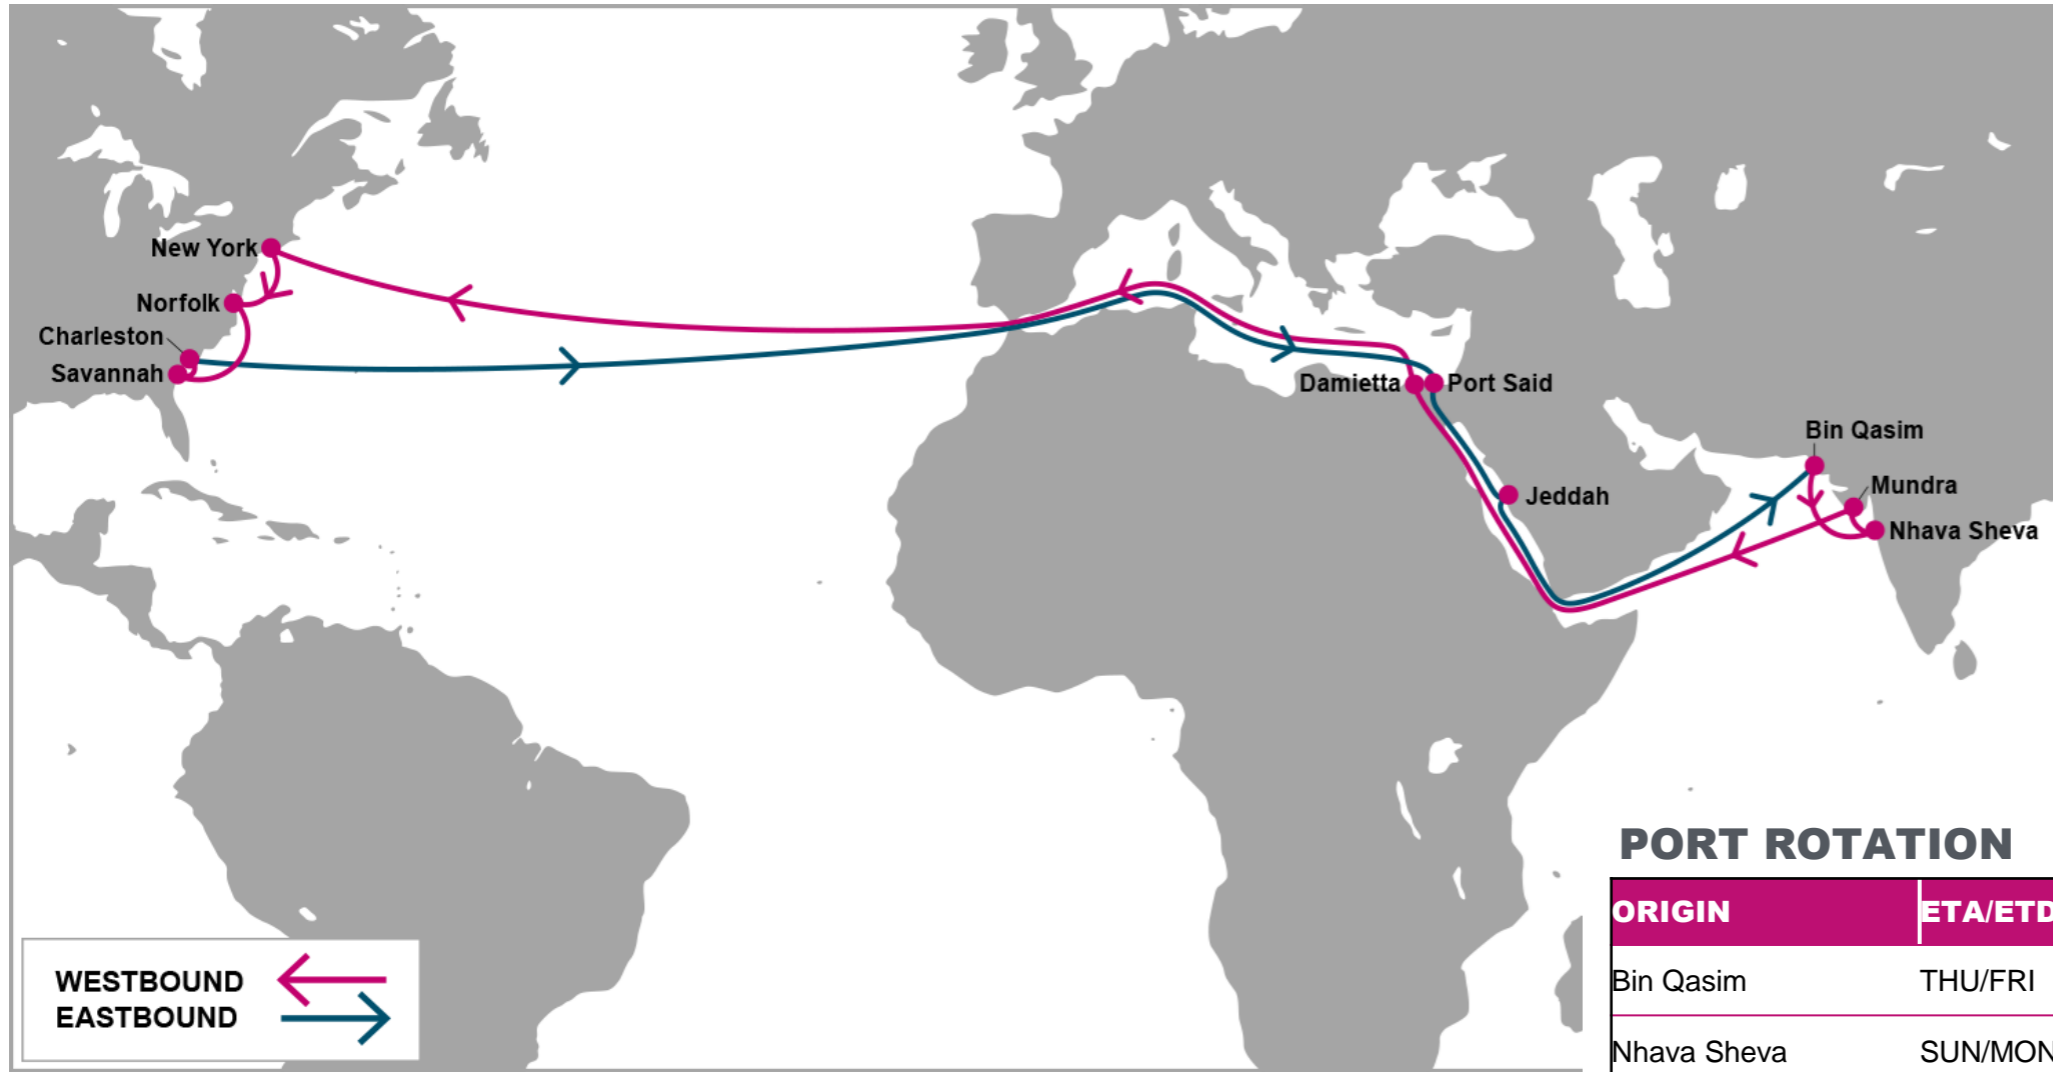 New York
Norfolk
Charleston
Savannah
Damietta
Port Said
Bin Qasim
Mundra
Jeddah
Nhava Sheva
WESTBOUND
EASTBOUND
PORT ROTATION
ORIGIN ETA/ETD
Bin Qasim THU/FRI
Nhava Sheva SUN/MON